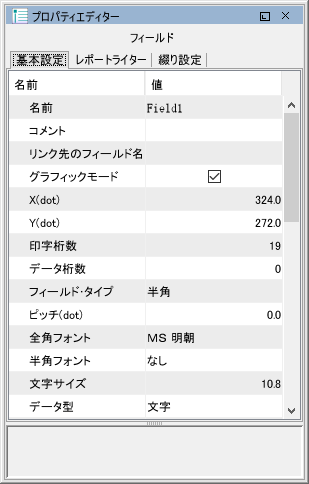 プロパティエディター
フィールド
基本設定 レポートライター 綴り設定
名前 値
名前 Field1
コメント
リンク先のフィールド名
グラフィックモード
X(dot) 324.0
Y(dot) 272.0
印字桁数 19
データ桁数 0
フィールド・タイプ 半角
ピッチ(dot) 0.0
全角フォント ＭＳ 明朝
半角フォント なし
文字サイズ 10.8
データ型 文字